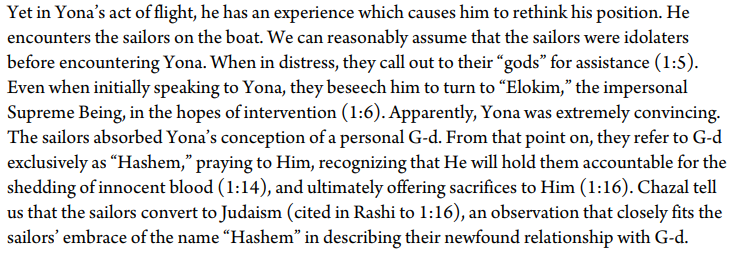 Yet in Yona’s act of flight, he has an experience which causes him to rethink his position. He
encounters the sailors on the boat. We can reasonably assume that the sailors were idolaters
before encountering Yona. When in distress, they call out to their “gods” for assistance (1:5).
Even when initially speaking to Yona, they beseech him to turn to “Elokim,” the impersonal
Supreme Being, in the hopes of intervention (1:6). Apparently, Yona was extremely convincing.
The sailors absorbed Yona’s conception of a personal G-d. From that point on, they refer to G-d
exclusively as “Hashem,” praying to Him, recognizing that He will hold them accountable for the
shedding of innocent blood (1:14), and ultimately offering sacrifices to Him (1:16). Chazal tell
us that the sailors convert to Judaism (cited in Rashi to 1:16), an observation that closely fits the
sailors’ embrace of the name “Hashem” in describing their newfound relationship with G-d.